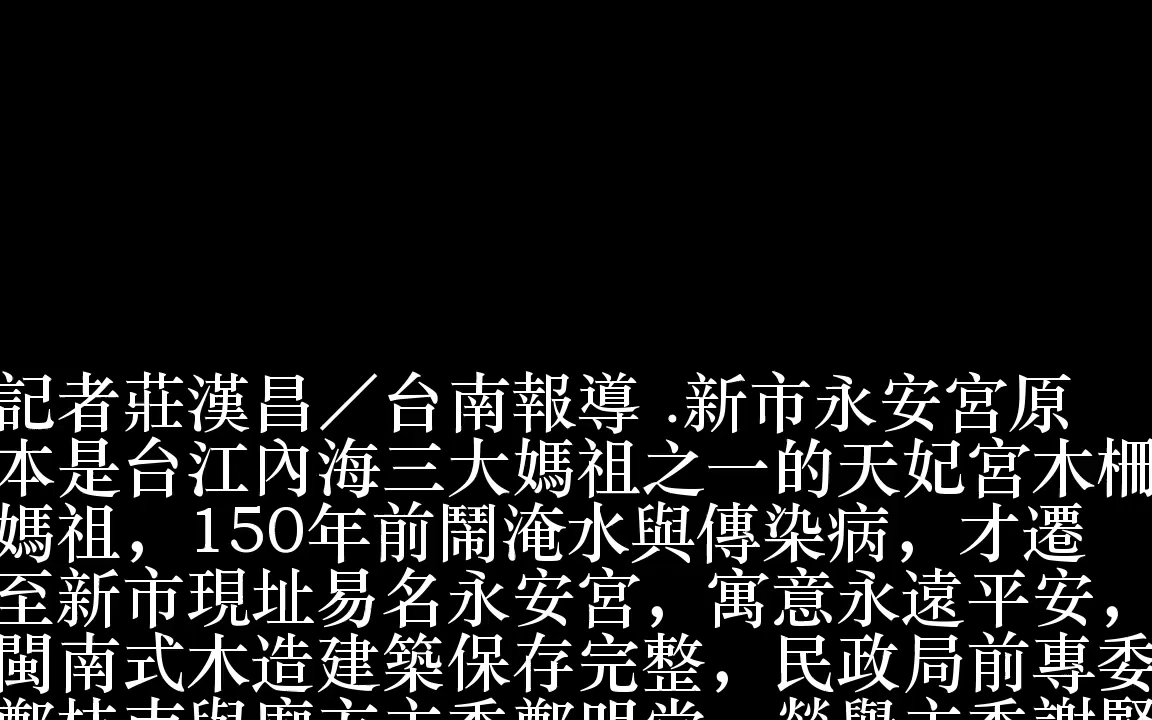 記者莊漢昌／台南報導 .新市永安宮原
本是台江內海三大媽祖之一的天妃宮木柵
媽祖，150年前鬧淹水與傳染病，才遷
至新市現址易名永安宮，寓意永遠平安，
閩南式木造建築保存完整，民政局前專委